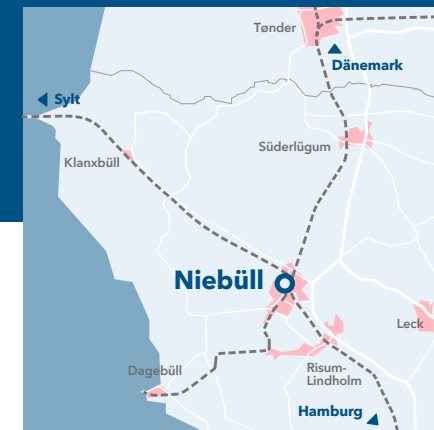 Tønder
Dänemark
Sylt
Süderlügum
Klanxbüll
Niebüll
Leck
Dagebüll
Risum-
Lindholm
Hamburg